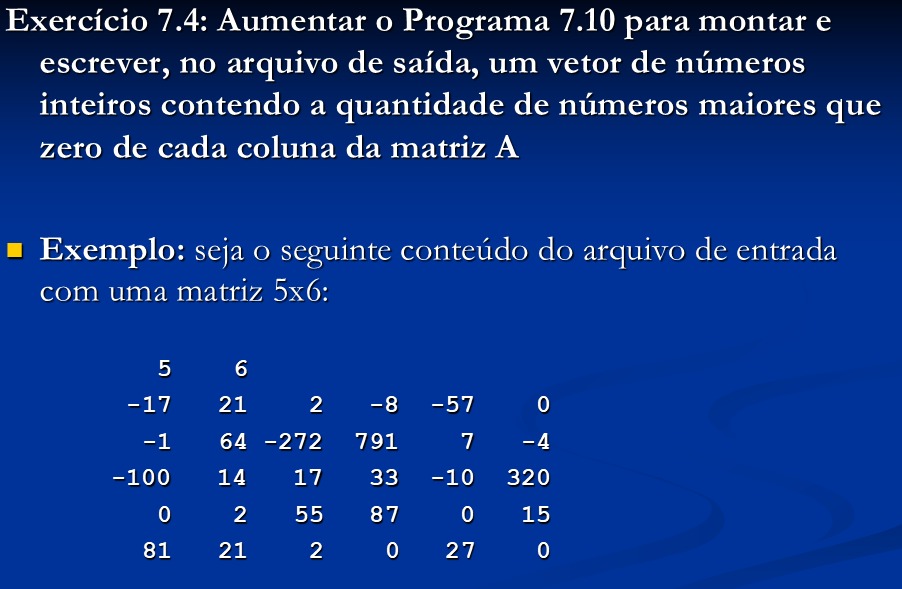 Exercício 7.4: Aumentar o Programa 7.10 para montar e
escrever, no arquivo de saída, um vetor de números
inteiros contendo a quantidade de números maiores que
zero de cada coluna da matriz A
Exemplo: seja o seguinte conteúdo do arquivo de entrada
com uma matriz 5x6:
5 6
-17 21 2 -8 -57 0
-1 64 -272 791 7 -4
-100 14 17 33 -10 320
0 2 55 87 0 15
81 21 2 0 27 0